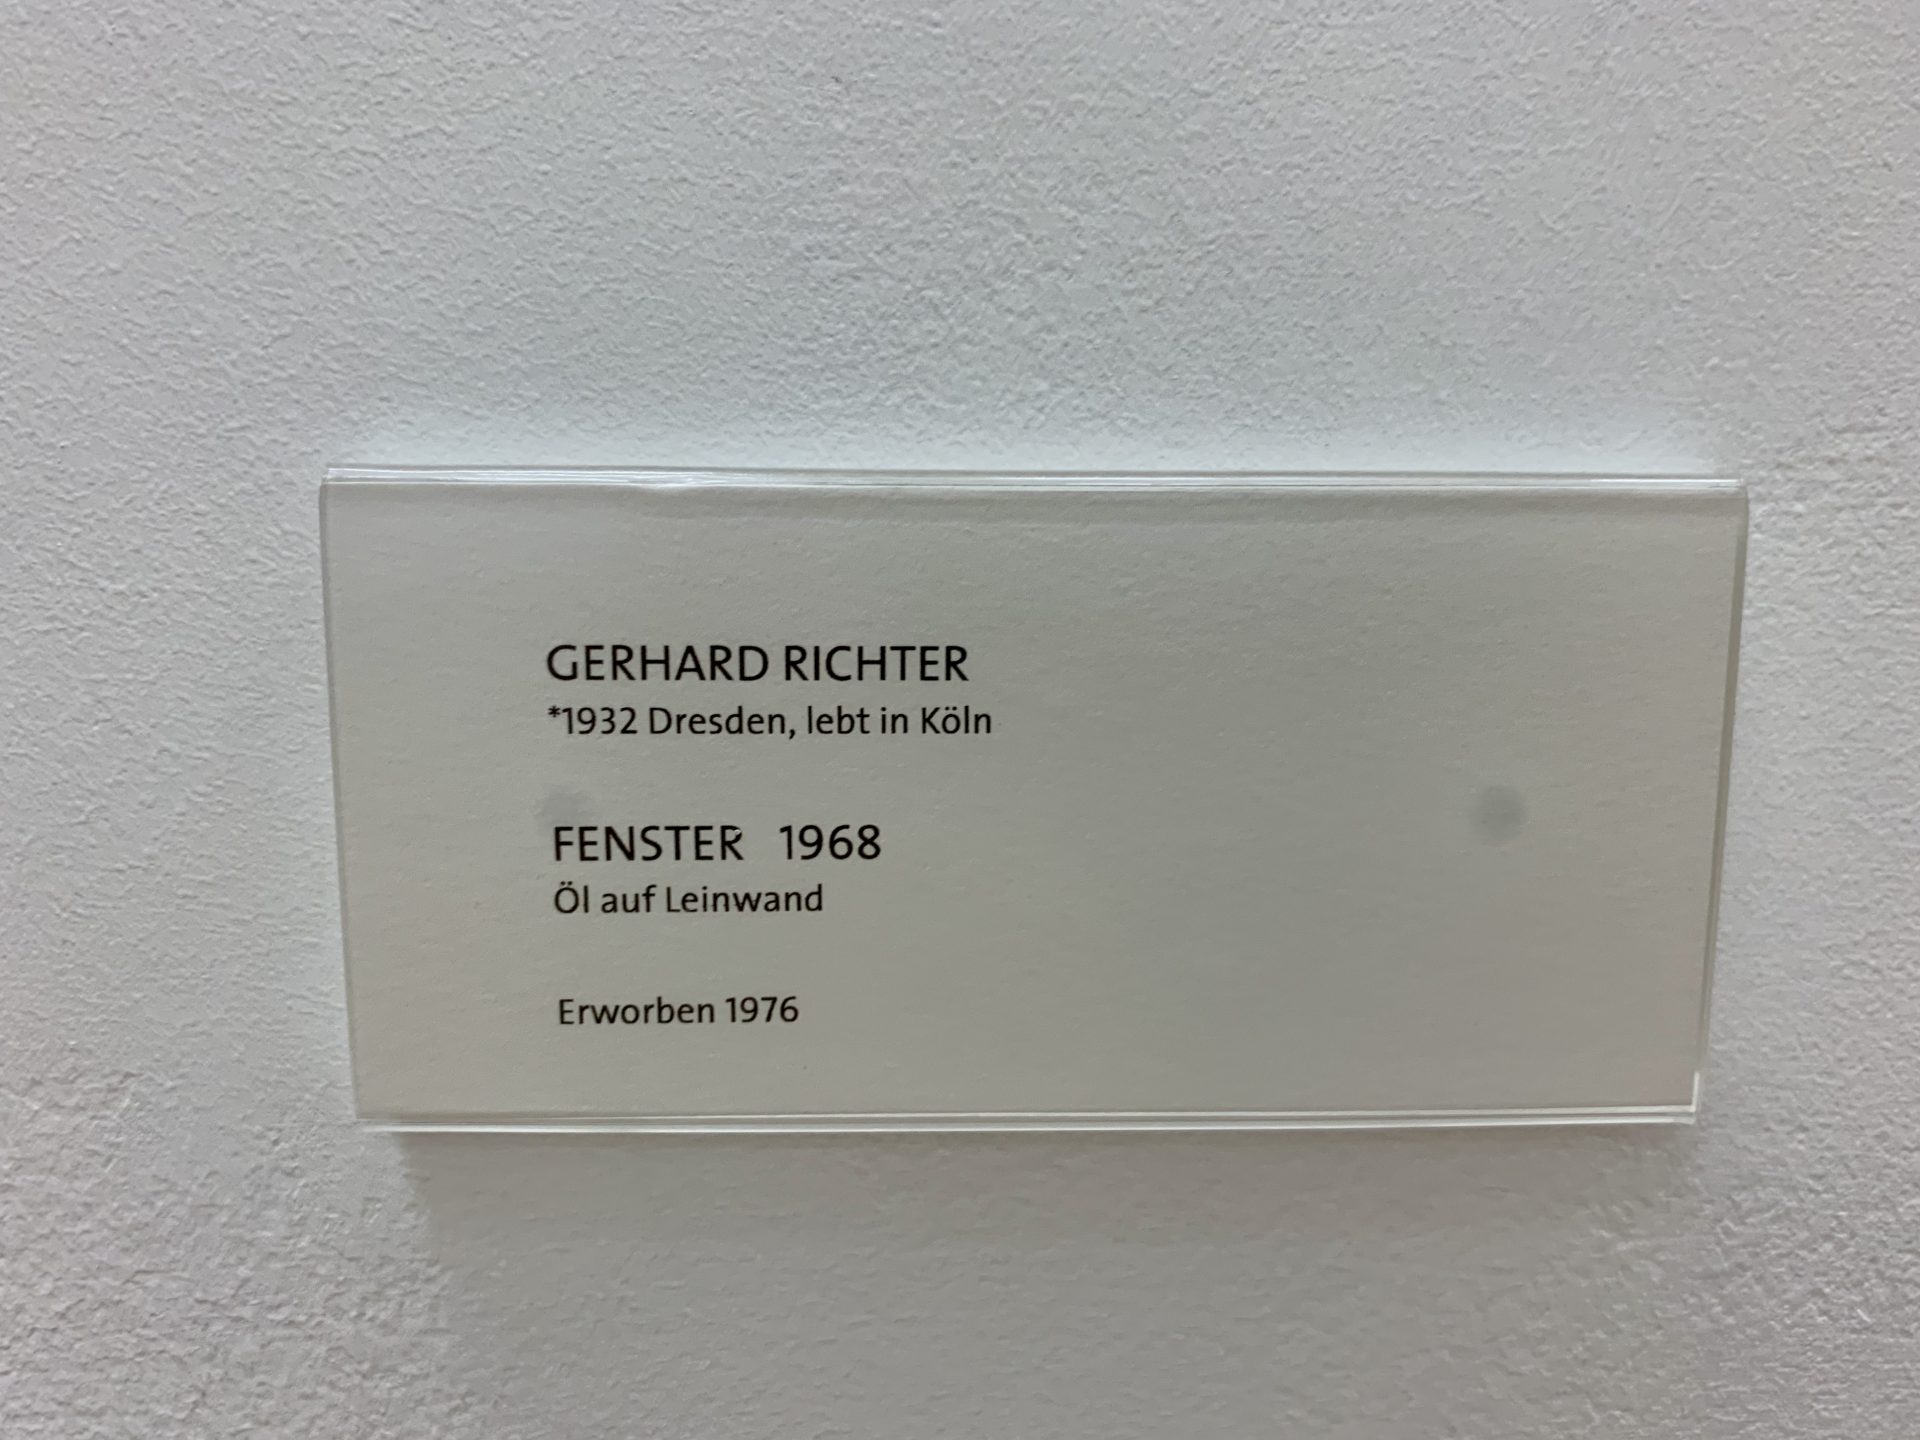 GERHARD RICHTER
*1932 Dresden, lebt in Köln
FENSTER 1968
Öl auf Leinwand
Erworben 1976